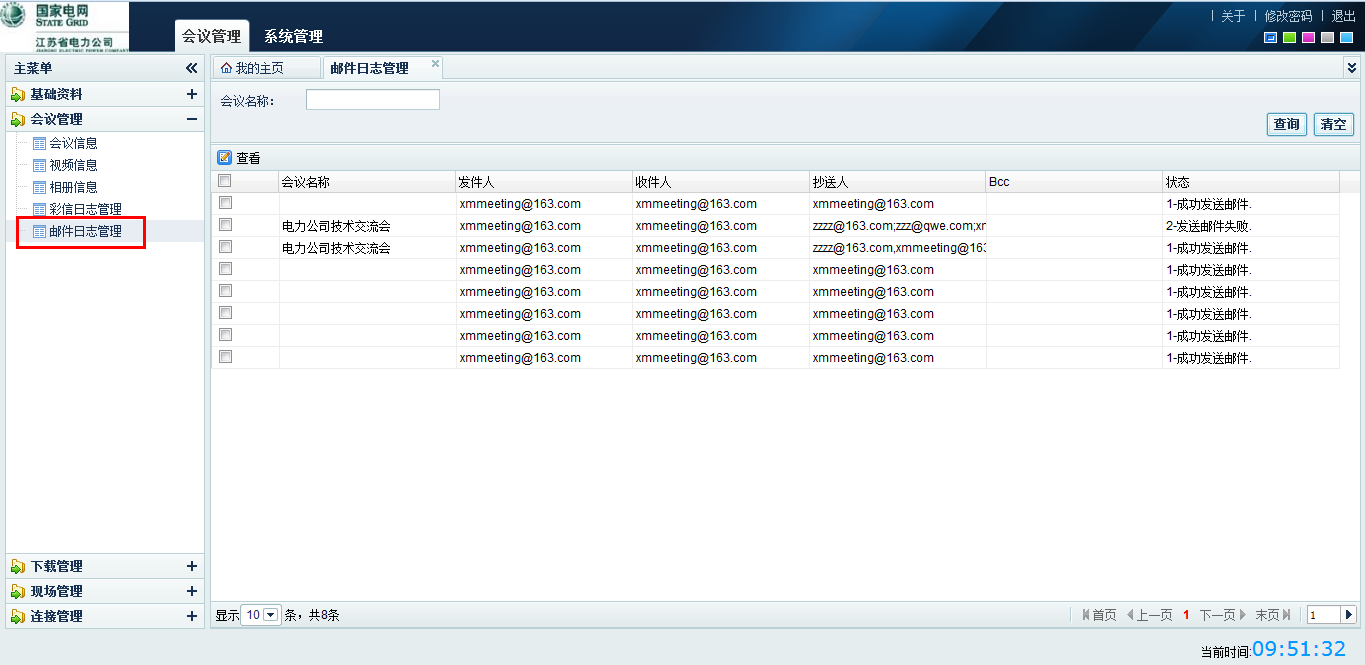 国家电网
STATE GRID
江苏省电力公司
JIANGSU ELECTRIC POWER COMPANY
会议管理 系统管理
关于 修改密码 退出
主菜单
基础资料
会议管理
会议信息
视频信息
相册信息
彩信日志管理
邮件日志管理
下载管理
现场管理
连接管理
我的主页 邮件日志管理
会议名称：
查询 清空
查看
会议名称 发件人 收件人 抄送人 Bcc 状态
xmmeeting@163.com xmmeeting@163.com xmmeeting@163.com 1-成功发送邮件.
电力公司技术交流会 xmmeeting@163.com xmmeeting@163.com zzzz@163.com;zzz@qwe.com;xr 2-发送邮件失败.
电力公司技术交流会 xmmeeting@163.com xmmeeting@163.com zzzz@163.com,xmmeeting@163 1-成功发送邮件.
xmmeeting@163.com xmmeeting@163.com xmmeeting@163.com 1-成功发送邮件.
xmmeeting@163.com xmmeeting@163.com xmmeeting@163.com 1-成功发送邮件.
xmmeeting@163.com xmmeeting@163.com xmmeeting@163.com 1-成功发送邮件.
xmmeeting@163.com xmmeeting@163.com xmmeeting@163.com 1-成功发送邮件.
xmmeeting@163.com xmmeeting@163.com xmmeeting@163.com 1-成功发送邮件.
显示 10 条，共8条
首页 上一页 1 下一页 末页 1
当前时间:09:51:32